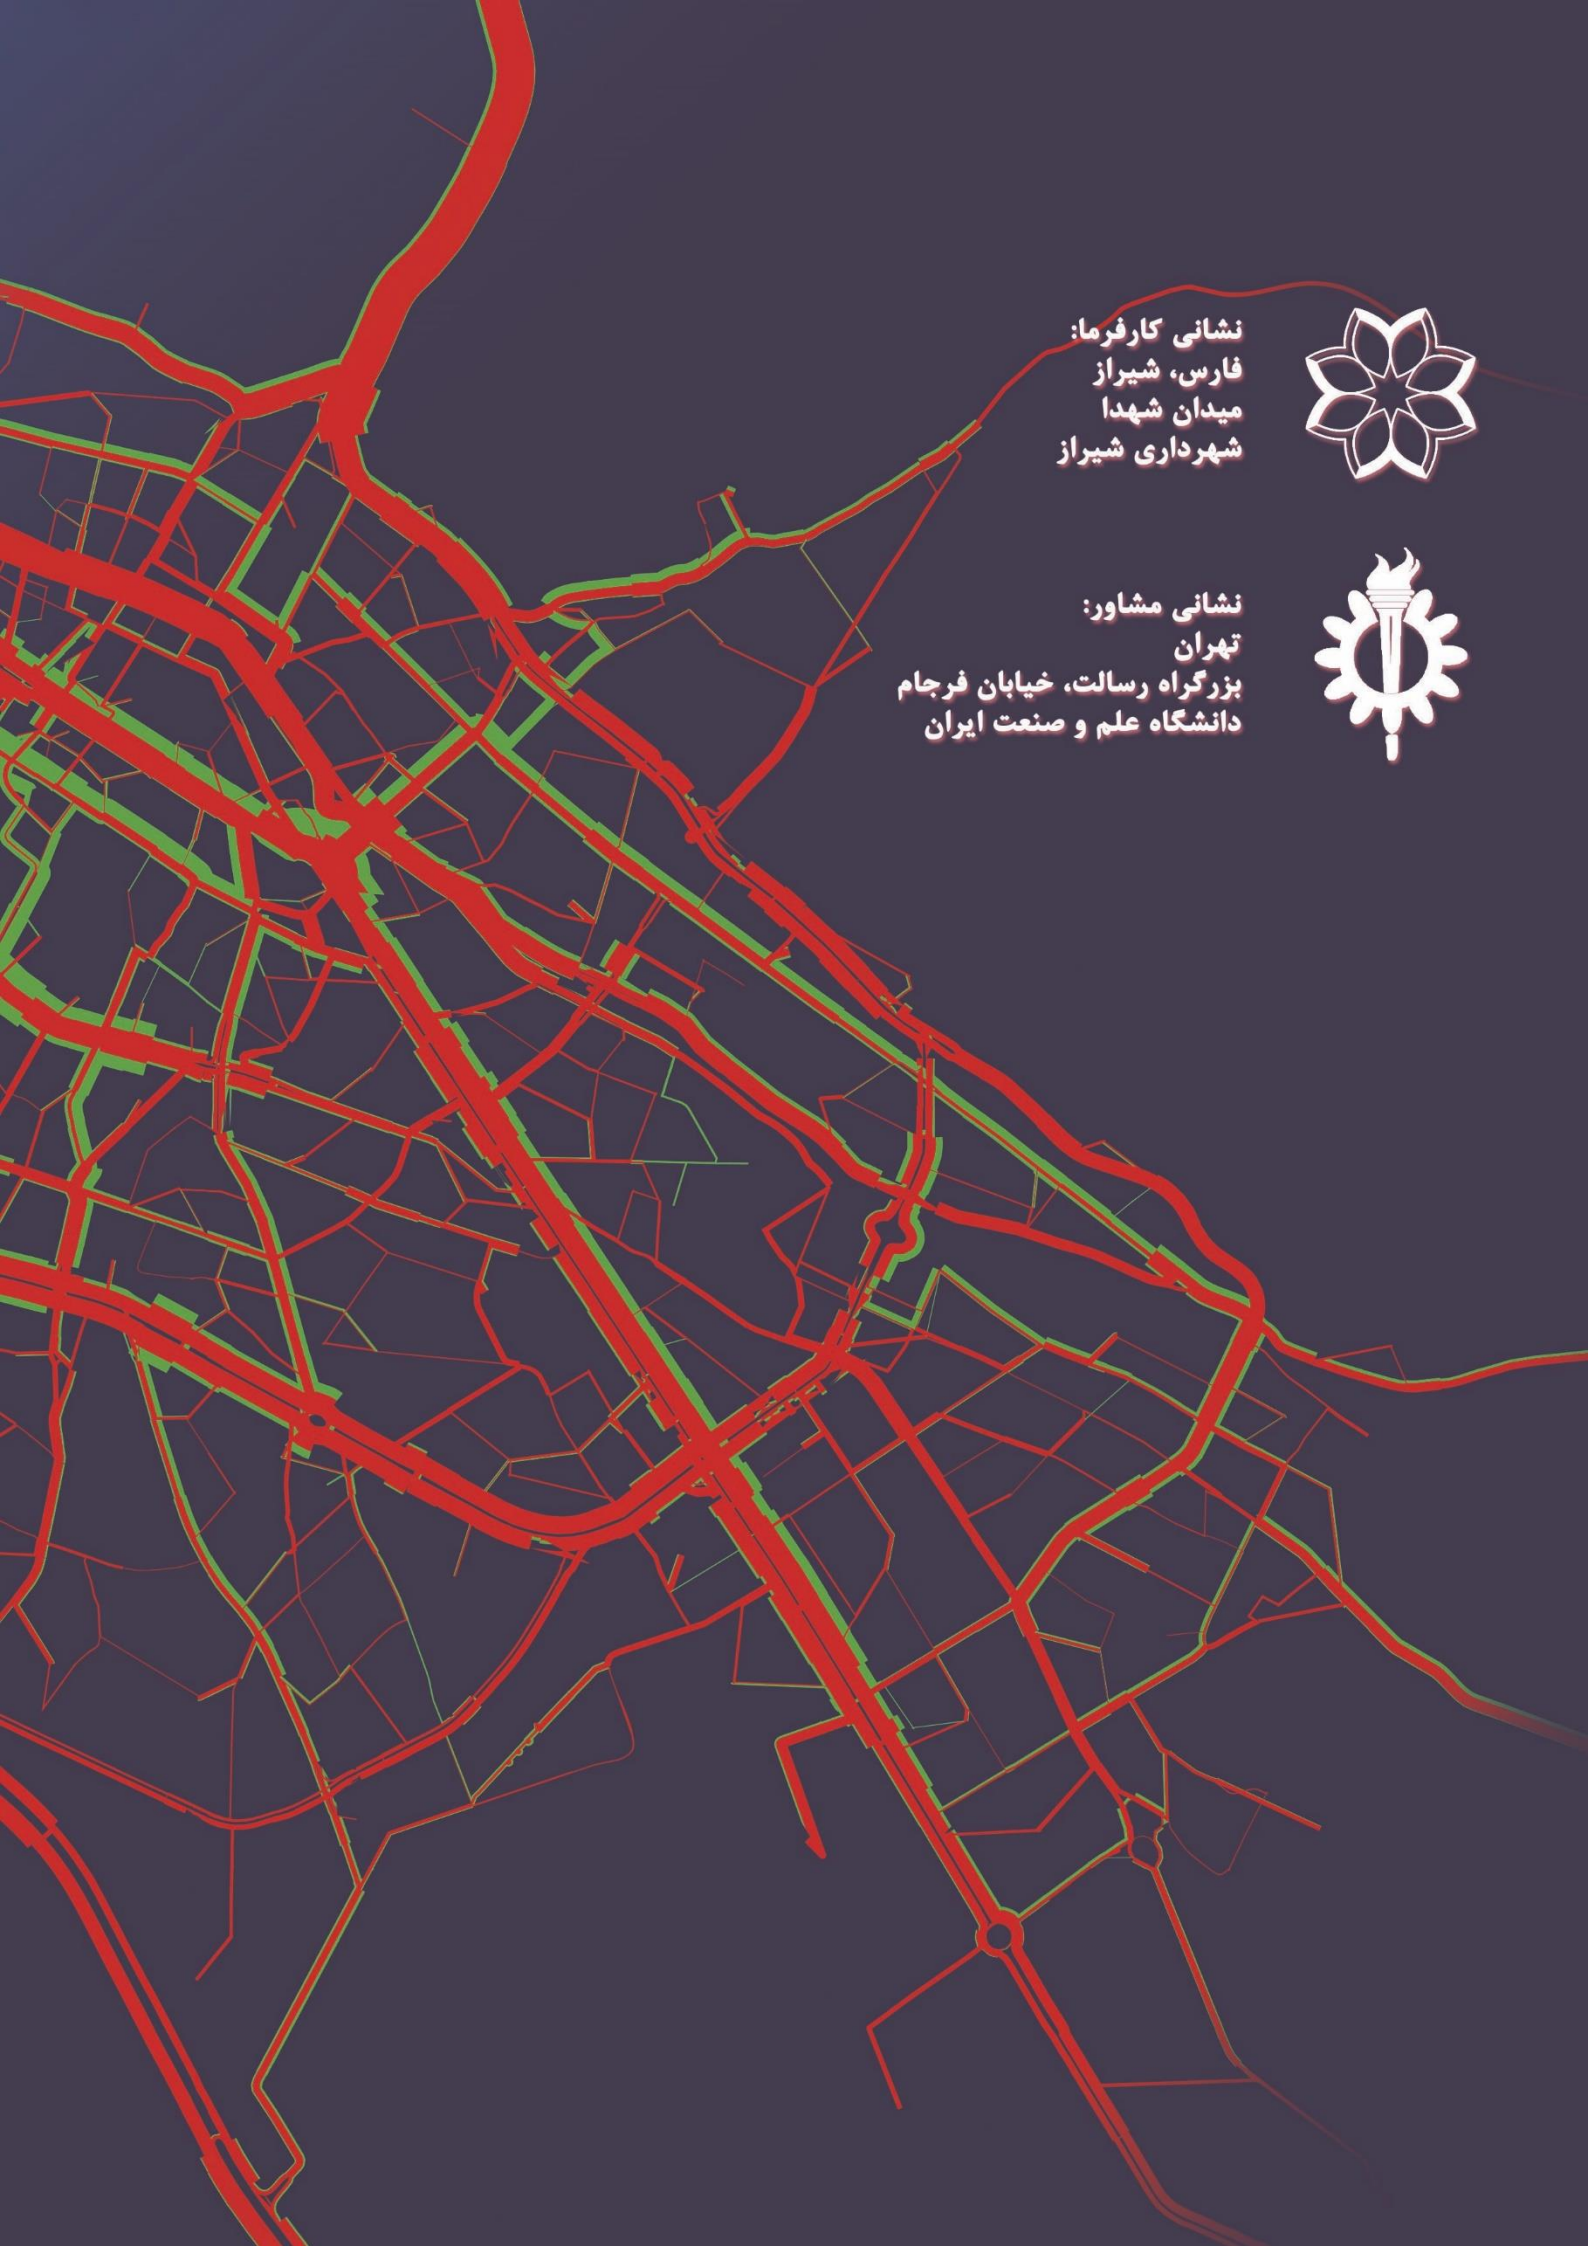 نشانی کارفرما:
فارس، شیراز
میدان شهدا
شهرداری شیراز
نشانی مشاور:
تهران
بزرگراه رسالت، خیابان فرجام
دانشگاه علم و صنعت ایران